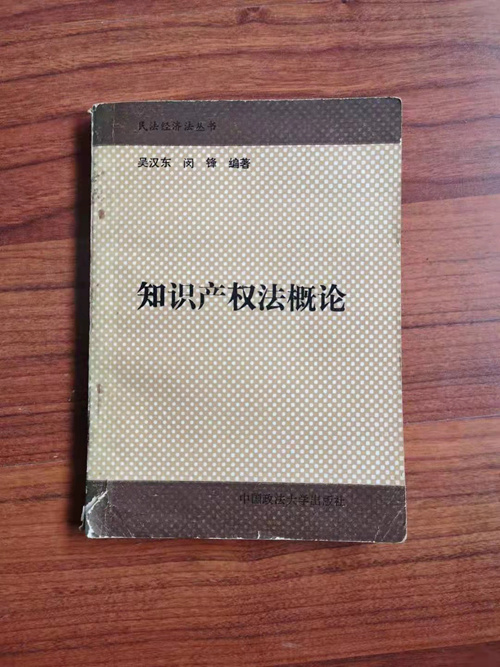 民法经济法丛书
吴汉东 闵 锋 编著
知识产权法概论
中国政法大学出版社